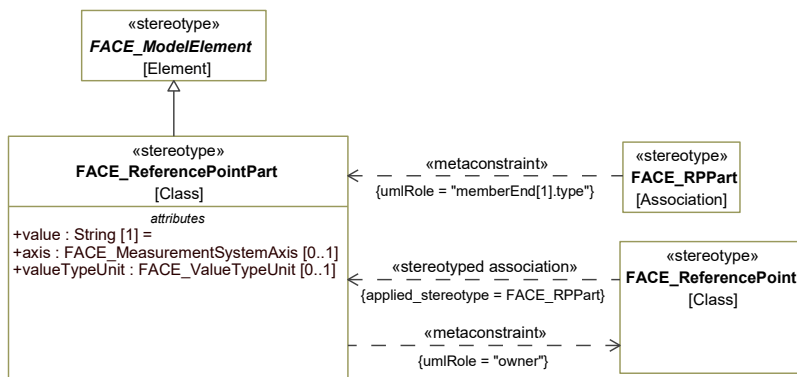 «stereotype»
FACE_ModelElement
[Element]
«stereotype»
FACE_ReferencePointPart
[Class]
attributes
+value : String [1] =
+axis : FACE_MeasurementSystemAxis [0..1]
+valueTypeUnit : FACE_ValueTypeUnit [0..1]
«metaconstraint»
{umlRole = "memberEnd[1].type"}
«stereotype»
FACE_RPPart
[Association]
«stereotyped association»
{applied_stereotype = FACE_RPPart}
«stereotype»
FACE_ReferencePoint
[Class]
«metaconstraint»
{umlRole = "owner"}